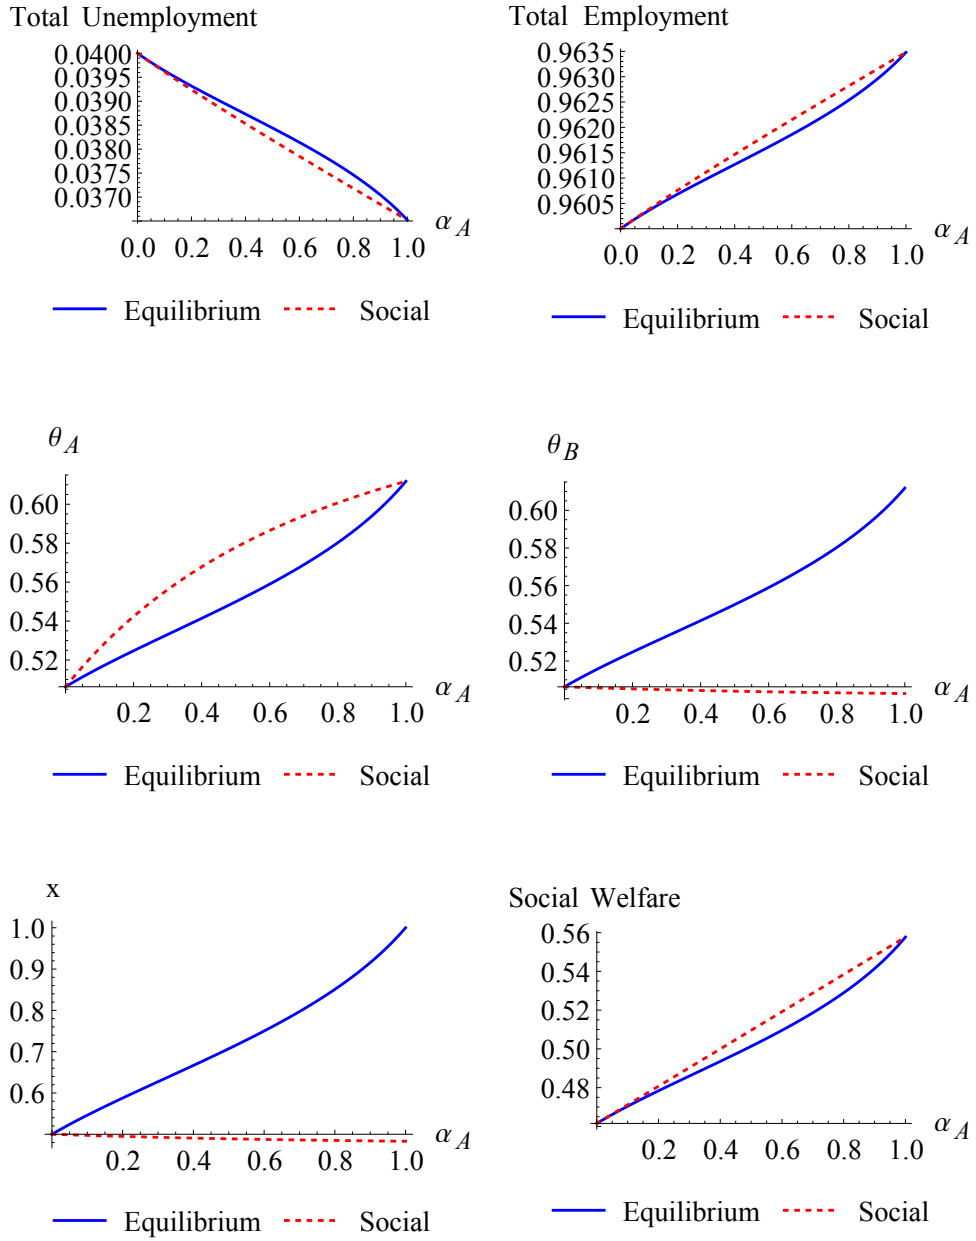 Total Unemployment
0.0400
0.0395
0.0390
0.0385
0.0380
0.0375
0.0370
0.0 0.2 0.4 0.6 0.8 1.0
α_A
Equilibrium Social
Total Employment
0.9635
0.9630
0.9625
0.9620
0.9615
0.9610
0.9605
0.0 0.2 0.4 0.6 0.8 1.0
α_A
Equilibrium Social
θ_A
0.60
0.58
0.56
0.54
0.52
0.2 0.4 0.6 0.8 1.0
α_A
Equilibrium Social
θ_B
0.60
0.58
0.56
0.54
0.52
0.2 0.4 0.6 0.8 1.0
α_A
Equilibrium Social
x
1.0
0.9
0.8
0.7
0.6
0.2 0.4 0.6 0.8 1.0
α_A
Equilibrium Social
Social Welfare
0.56
0.54
0.52
0.50
0.48
0.2 0.4 0.6 0.8 1.0
α_A
Equilibrium Social